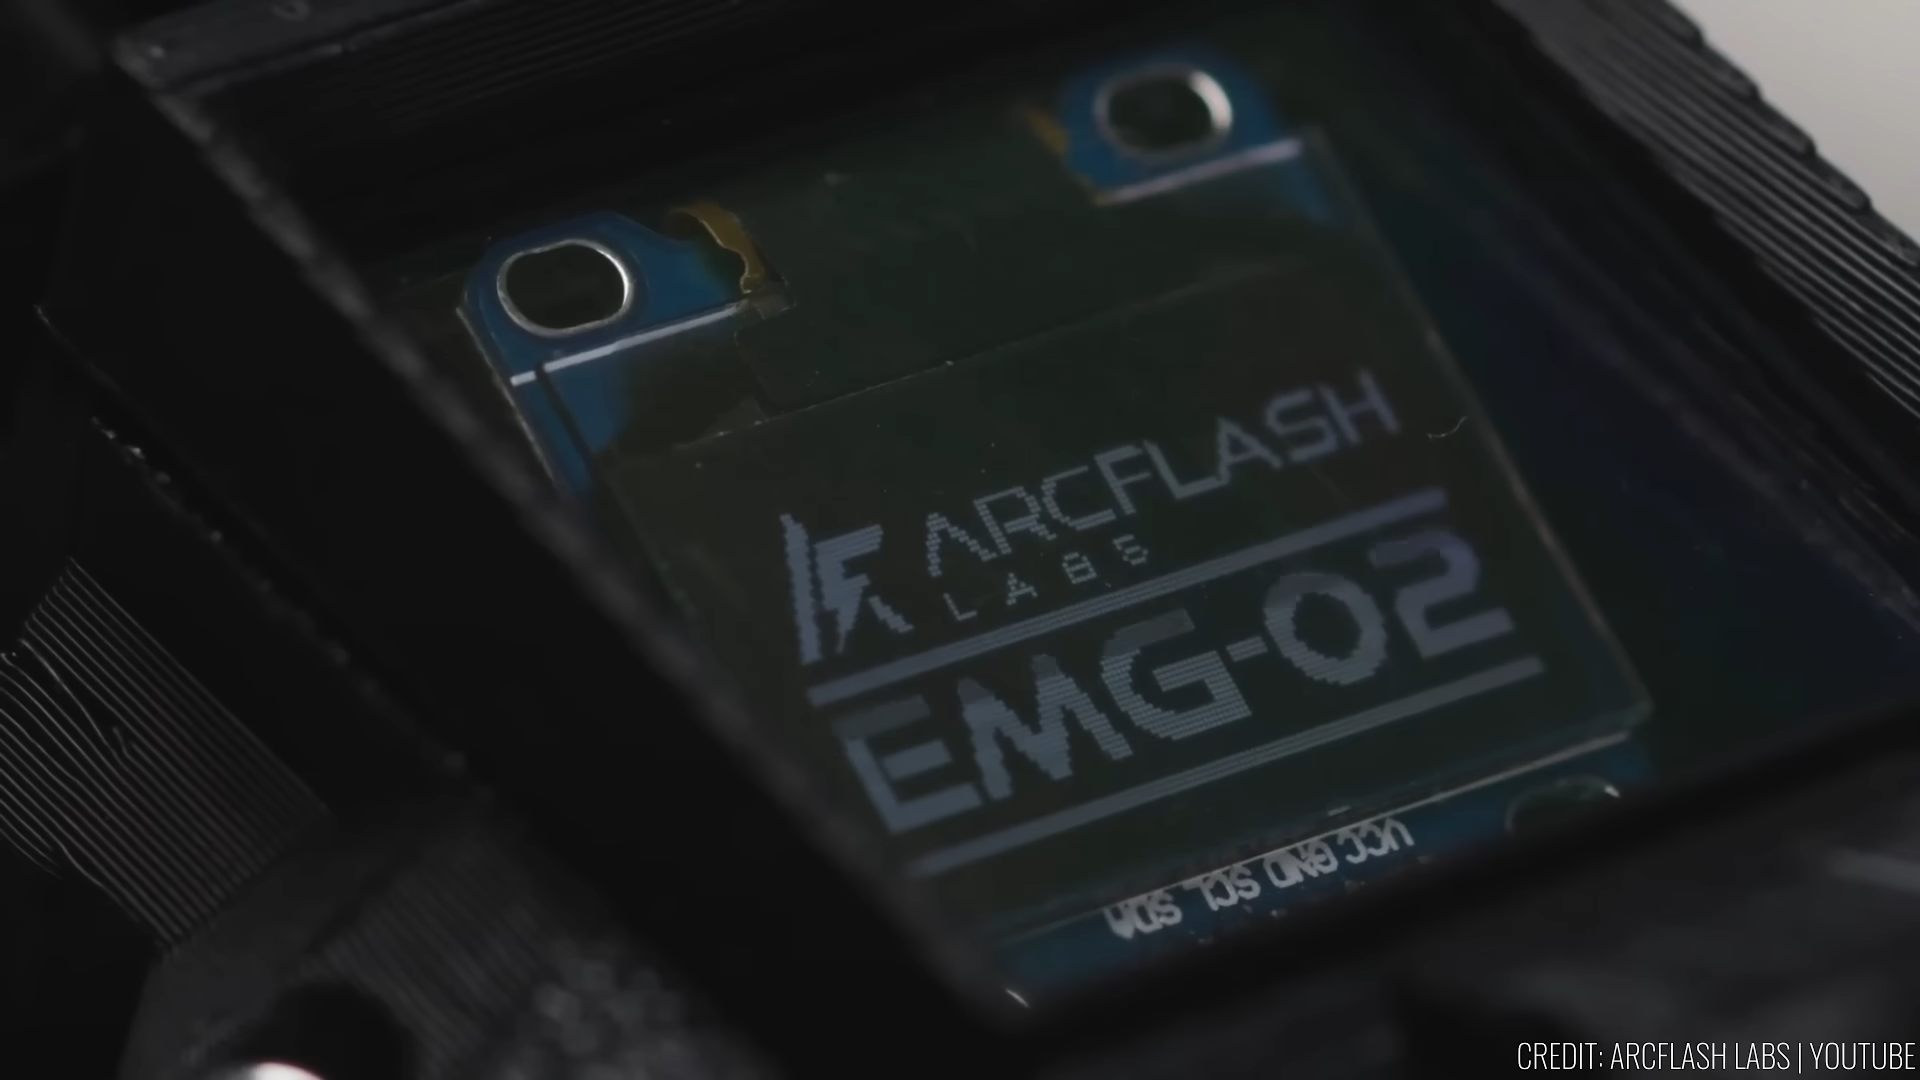 ARCFLASH
LABS
EMG-02
VCC GND SCL SDA
CREDIT: ARCFLASH LABS | YOUTUBE